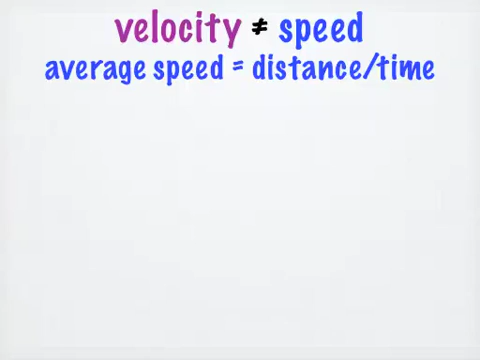 velocity ≠ speed
average speed = distance/time